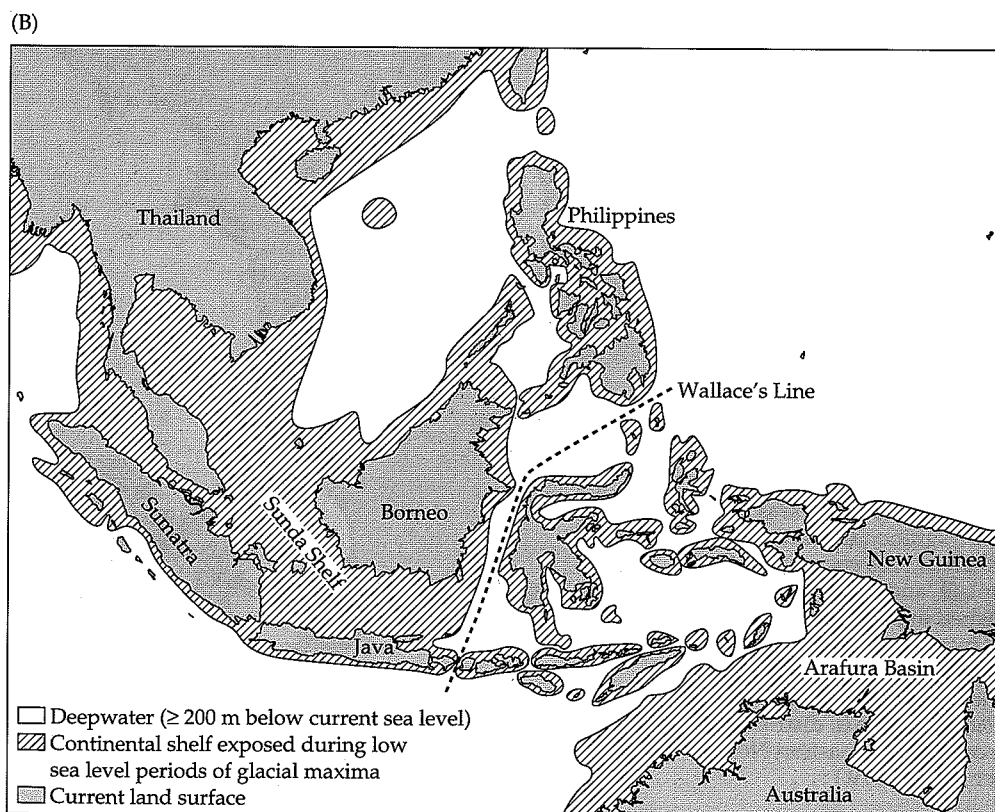 (B)
Thailand
Philippines
Wallace's Line
Sumatra
Sunda Shelf
Borneo
New Guinea
Java
Arafura Basin
Deepwater (≥ 200 m below current sea level)
Continental shelf exposed during low
sea level periods of glacial maxima
Current land surface
Australia